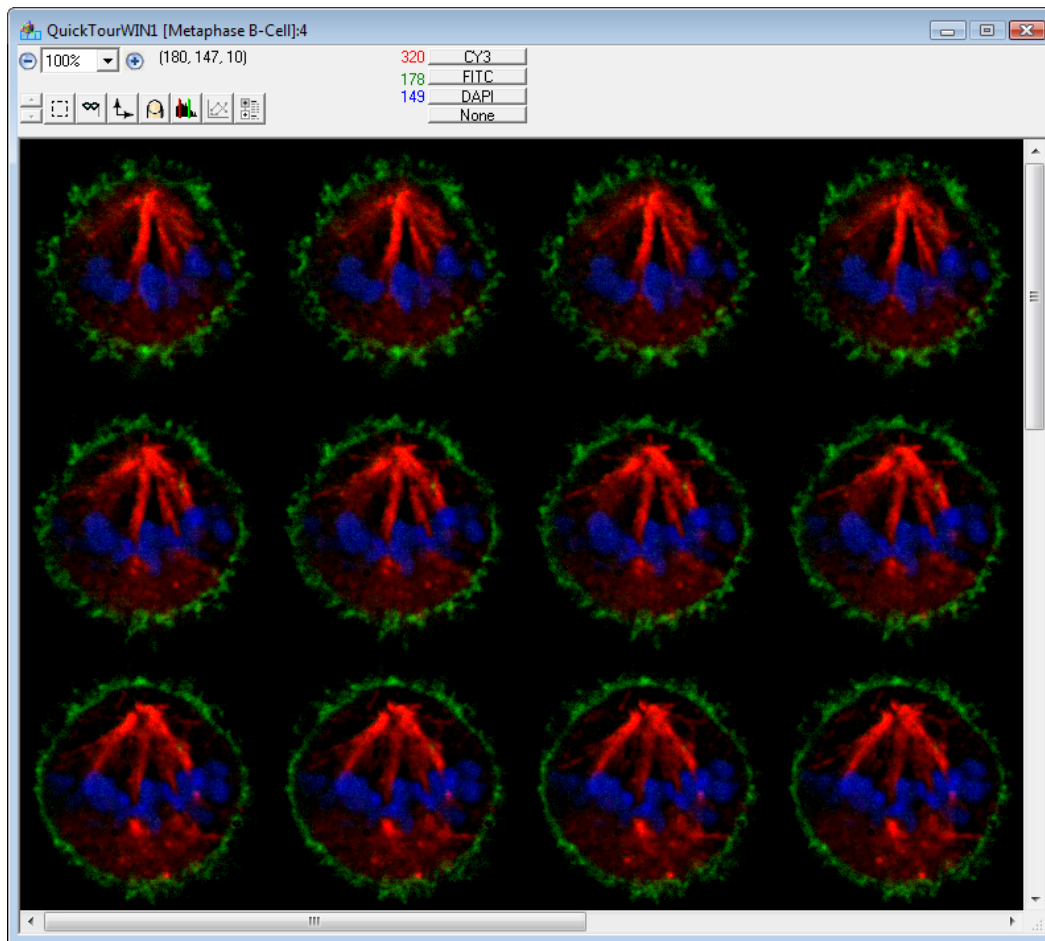 QuickTourWIN1 [Metaphase B-Cell]:4
100% (180, 147, 10)
320 CY3
178 FITC
149 DAPI
None